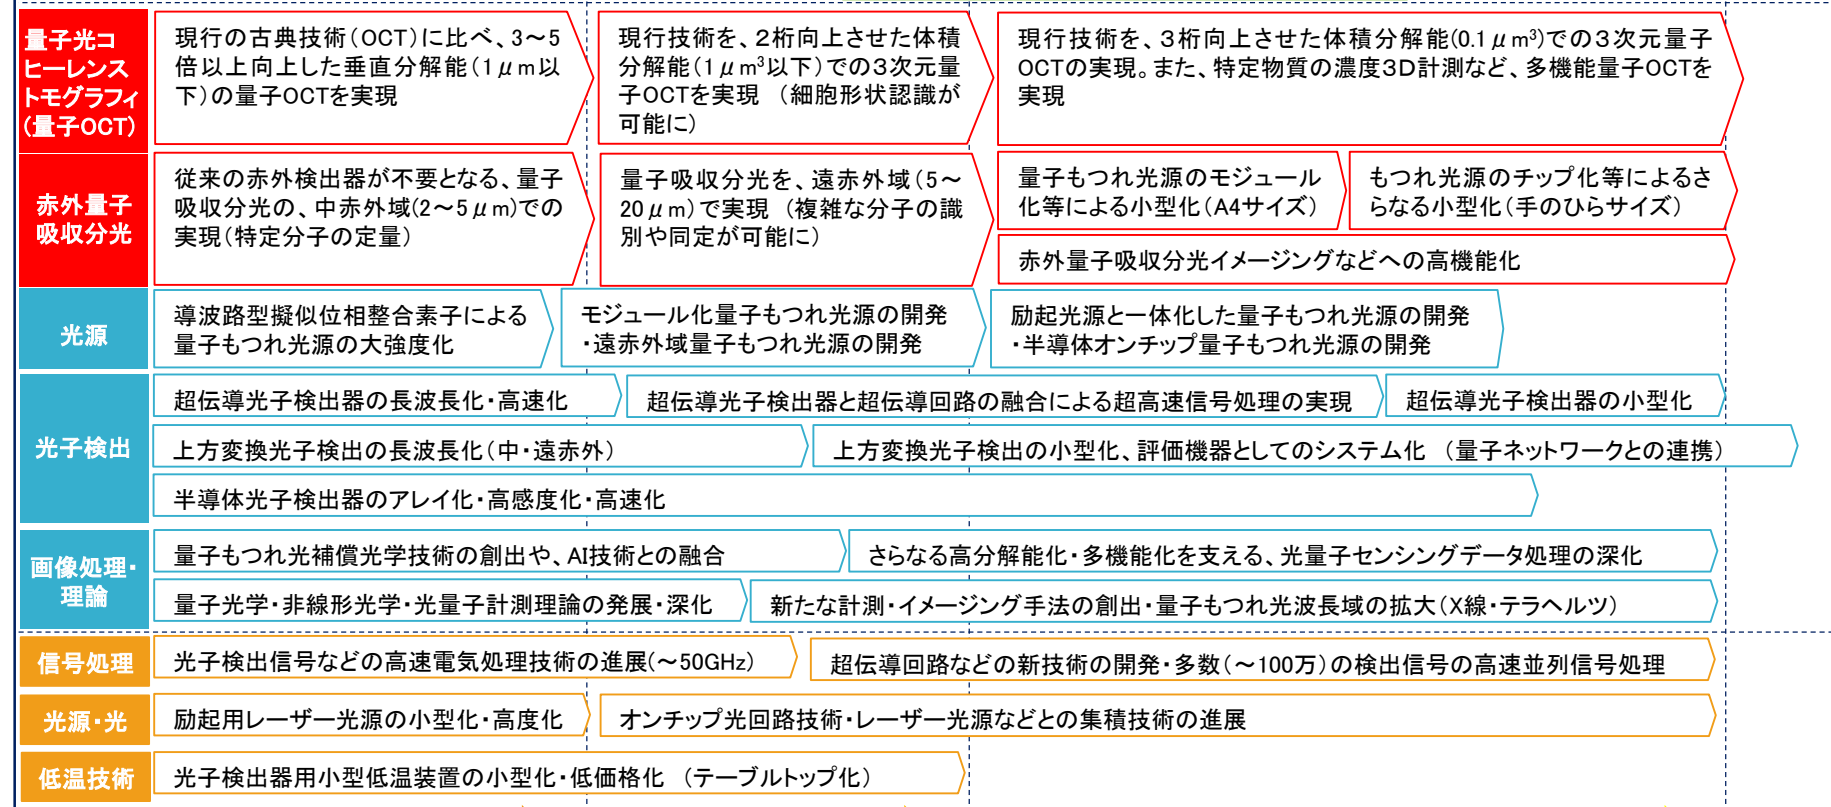 量子光コ
ヒーレンス
トモグラフィ
(量子OCT)
現行の古典技術(OCT)に比べ、3～5
倍以上向上した垂直分解能(1μm以
下)の量子OCTを実現
現行技術を、2桁向上させた体積
分解能(1μm³以下)での3次元量
子OCTを実現 (細胞形状認識が
可能に)
現行技術を、3桁向上させた体積分解能(0.1μm³)での3次元量子
OCTの実現。また、特定物質の濃度3D計測など、多機能量子OCTを
実現
赤外量子
吸収分光
従来の赤外検出器が不要となる、量子
吸収分光の、中赤外域(2～5μm)での
実現(特定分子の定量)
量子吸収分光を、遠赤外域(5～
20μm)で実現 (複雑な分子の識
別や同定が可能に)
量子もつれ光源のモジュール
化等による小型化(A4サイズ)
もつれ光源のチップ化等によるさ
らなる小型化(手のひらサイズ)
赤外量子吸収分光イメージングなどへの高機能化
光源
導波路型擬似位相整合素子による
量子もつれ光源の大強度化
モジュール化量子もつれ光源の開発
・遠赤外域量子もつれ光源の開発
励起光源と一体化した量子もつれ光源の開発
・半導体オンチップ量子もつれ光源の開発
光子検出
超伝導光子検出器の長波長化・高速化
超伝導光子検出器と超伝導回路の融合による超高速信号処理の実現
超伝導光子検出器の小型化
上方変換光子検出の長波長化(中・遠赤外)
上方変換光子検出の小型化、評価機器としてのシステム化 (量子ネットワークとの連携)
半導体光子検出器のアレイ化・高感度化・高速化
画像処理・
理論
量子もつれ光補償光学技術の創出や、AI技術との融合
さらなる高分解能化・多機能化を支える、光量子センシングデータ処理の深化
量子光学・非線形光学・光量子計測理論の発展・深化
新たな計測・イメージング手法の創出・量子もつれ光波長域の拡大(X線・テラヘルツ)
信号処理
光子検出信号などの高速電気処理技術の進展(～50GHz)
超伝導回路などの新技術の開発・多数(～100万)の検出信号の高速並列信号処理
光源・光
励起用レーザー光源の小型化・高度化
オンチップ光回路技術・レーザー光源などとの集積技術の進展
低温技術
光子検出器用小型低温装置の小型化・低価格化 (テーブルトップ化)